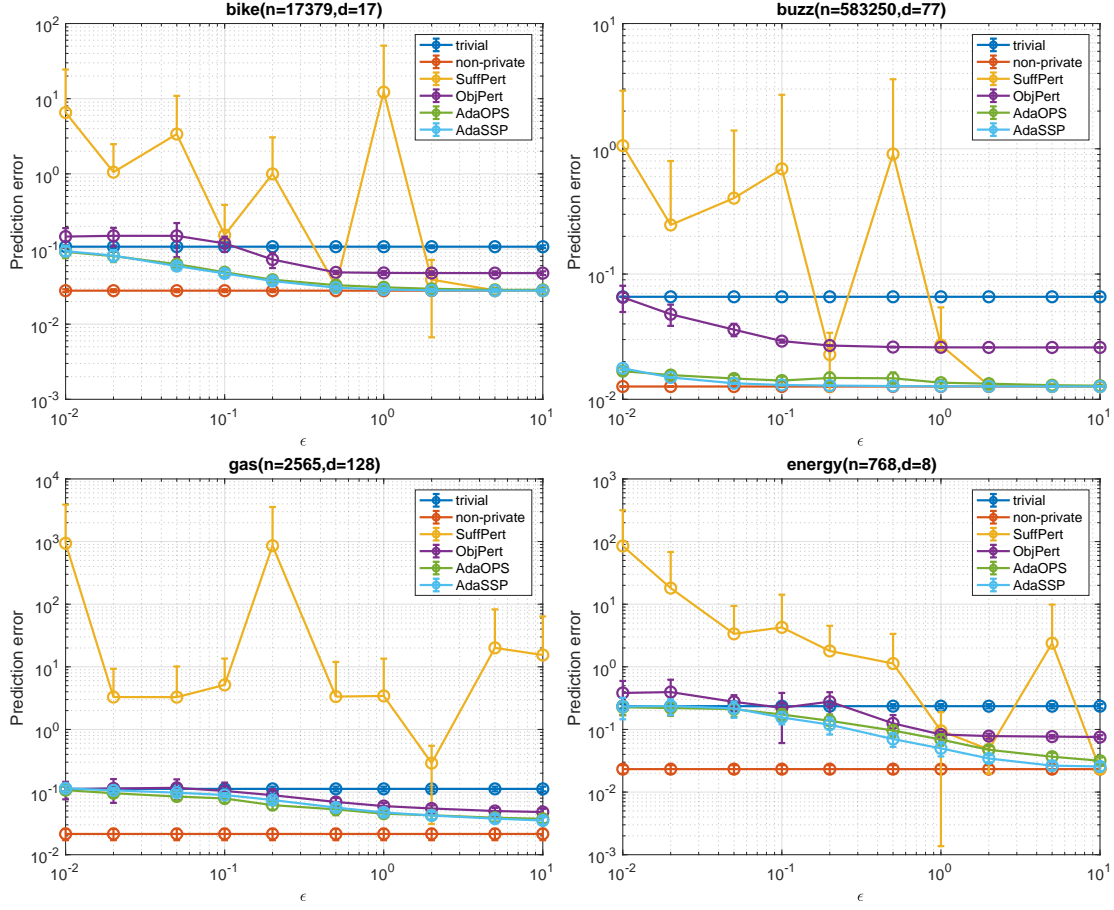 bike(n=17379,d=17)
10^2
10^1
10^0
10^-1
10^-2
10^-3
Prediction error
trivial
non-private
SuffPert
ObjPert
AdaOPS
AdaSSP
10^-2 10^-1 10^0 10^1
ϵ
buzz(n=583250,d=77)
10^1
10^0
10^-1
10^-2
Prediction error
trivial
non-private
SuffPert
ObjPert
AdaOPS
AdaSSP
10^-2 10^-1 10^0 10^1
ϵ
gas(n=2565,d=128)
10^4
10^3
10^2
10^1
10^0
10^-1
10^-2
Prediction error
trivial
non-private
SuffPert
ObjPert
AdaOPS
AdaSSP
10^-2 10^-1 10^0 10^1
ϵ
energy(n=768,d=8)
10^3
10^2
10^1
10^0
10^-1
10^-2
10^-3
Prediction error
trivial
non-private
SuffPert
ObjPert
AdaOPS
AdaSSP
10^-2 10^-1 10^0 10^1
ϵ